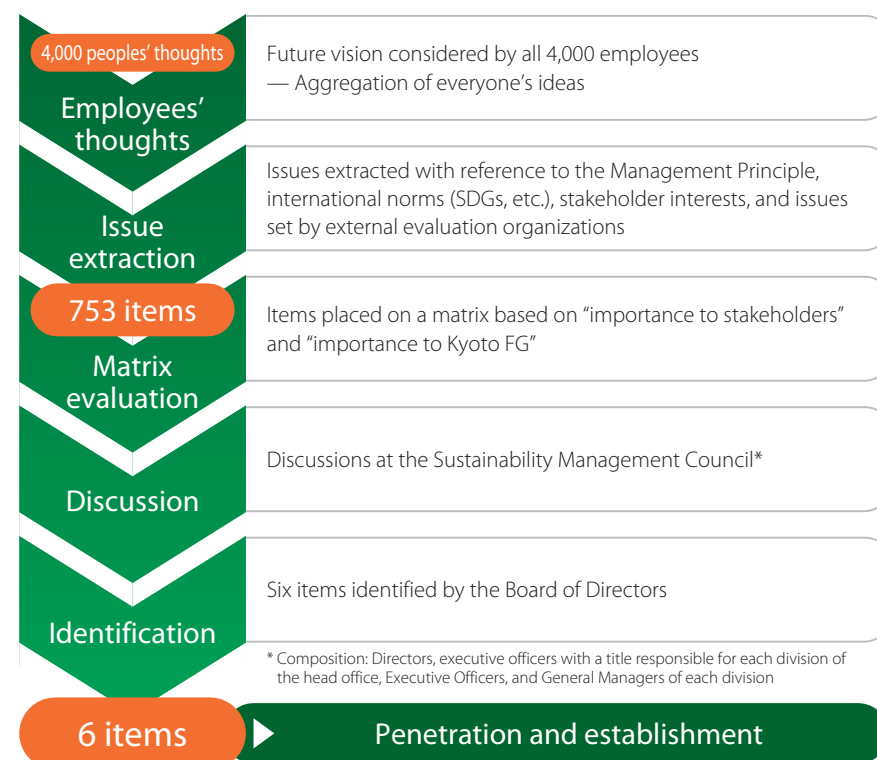 4,000 peoples’ thoughts
Employees’
thoughts
Future vision considered by all 4,000 employees
— Aggregation of everyone’s ideas
Issue
extraction
Issues extracted with reference to the Management Principle,
international norms (SDGs, etc.), stakeholder interests, and issues
set by external evaluation organizations
753 items
Matrix
evaluation
Items placed on a matrix based on “importance to stakeholders”
and “importance to Kyoto FG”
Discussion
Discussions at the Sustainability Management Council*
Identification
Six items identified by the Board of Directors
* Composition: Directors, executive officers with a title responsible for each division of
the head office, Executive Officers, and General Managers of each division
6 items
Penetration and establishment